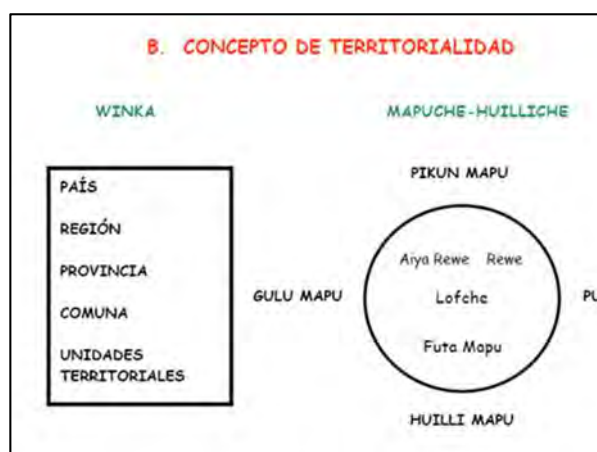 B. CONCEPTO DE TERRITORIALIDAD
WINKA
PAÍS
REGIÓN
PROVINCIA
COMUNA
UNIDADES
TERRITORIALES
MAPUCHE-HUILLICHE
PIKUN MAPU
GULU MAPU
Aiya Rewe Rewe
Lofche
Futa Mapu
PU
HUILLI MAPU